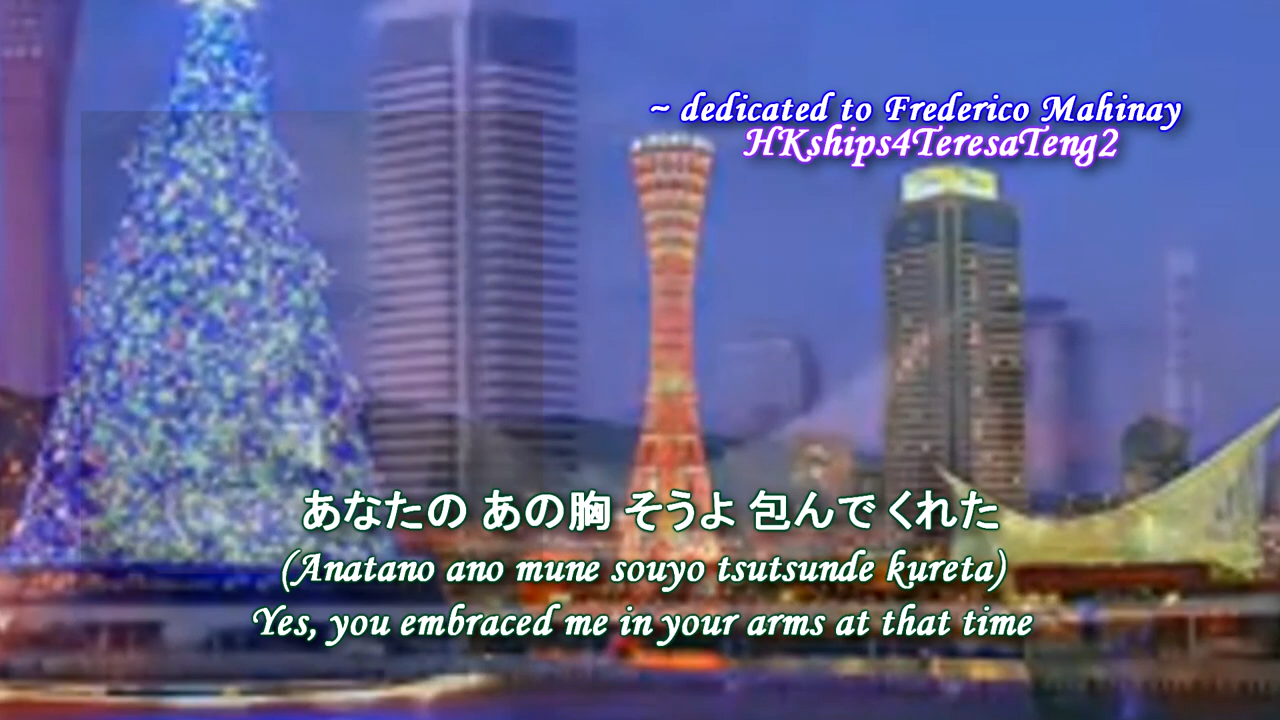 ~ dedicated to Frederico Mahinay
HKships4TeresaTeng2
あなたの あの胸 そうよ 包んで くれた
(Anatano ano mune souyo tsutsunde kureta)
Yes, you embraced me in your arms at that time